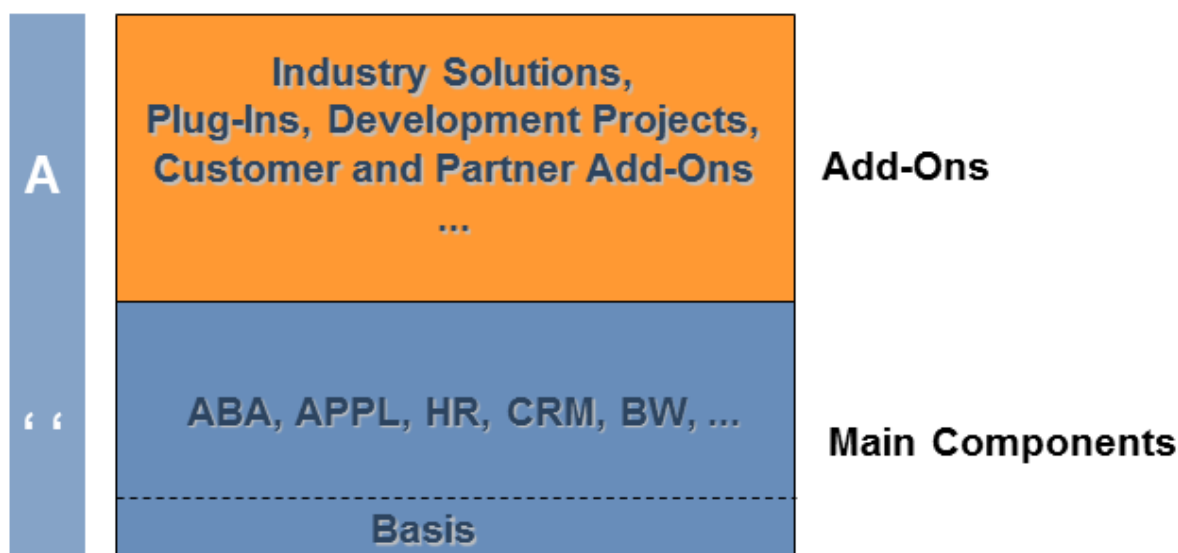 Industry Solutions,
Plug-Ins, Development Projects,
A
Customer and Partner Add-Ons
Add-Ons
...
ABA, APPL, HR, CRM, BW, ...
‘ ‘
Main Components
Basis